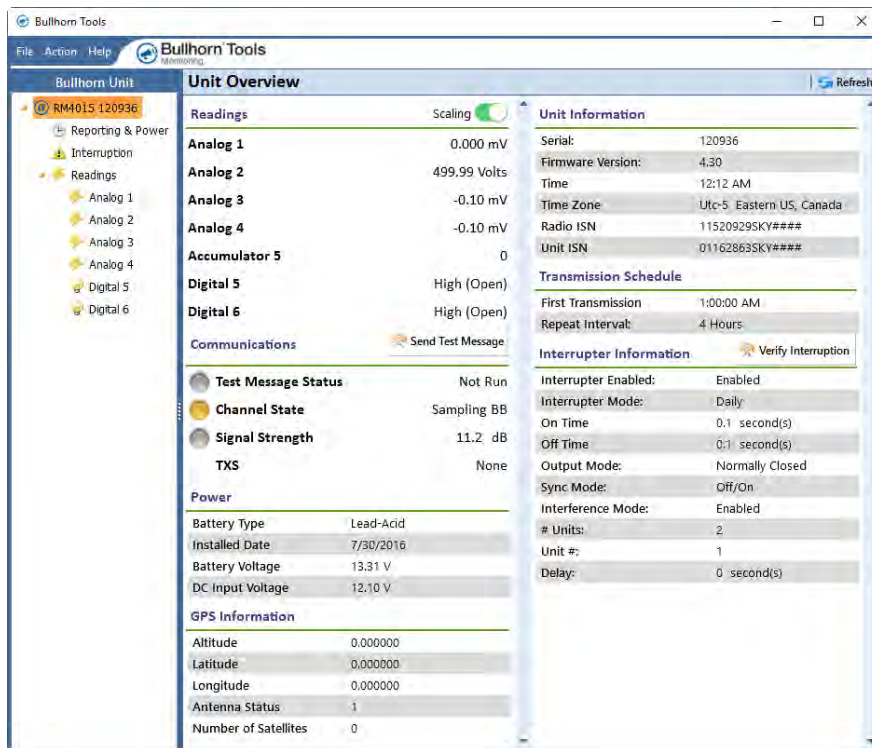 Bullhorn Tools
File Action Help
Bullhorn Tools
Monitoring
Bullhorn Unit
RM4015 120936
Reporting & Power
Interruption
Readings
Analog 1
Analog 2
Analog 3
Analog 4
Digital 5
Digital 6
Unit Overview
Refresh
Readings Scaling
Analog 1 0.000 mV
Analog 2 499.99 Volts
Analog 3 -0.10 mV
Analog 4 -0.10 mV
Accumulator 5 0
Digital 5 High (Open)
Digital 6 High (Open)
Communications Send Test Message
Test Message Status Not Run
Channel State Sampling BB
Signal Strength 11.2 dB
TXS None
Power
Battery Type Lead-Acid
Installed Date 7/30/2016
Battery Voltage 13.31 V
DC Input Voltage 12.10 V
GPS Information
Altitude 0.000000
Latitude 0.000000
Longitude 0.000000
Antenna Status 1
Number of Satellites 0
Unit Information
Serial: 120936
Firmware Version: 4.30
Time 12:12 AM
Time Zone Utc-5 Eastern US, Canada
Radio ISN 11520929SKY####
Unit ISN 01162863SKY####
Transmission Schedule
First Transmission 1:00:00 AM
Repeat Interval: 4 Hours
Interrupter Information Verify Interruption
Interrupter Enabled: Enabled
Interrupter Mode: Daily
On Time 0.1 second(s)
Off Time 0.1 second(s)
Output Mode: Normally Closed
Sync Mode: Off/On
Interference Mode: Enabled
# Units: 2
Unit #: 1
Delay: 0 second(s)